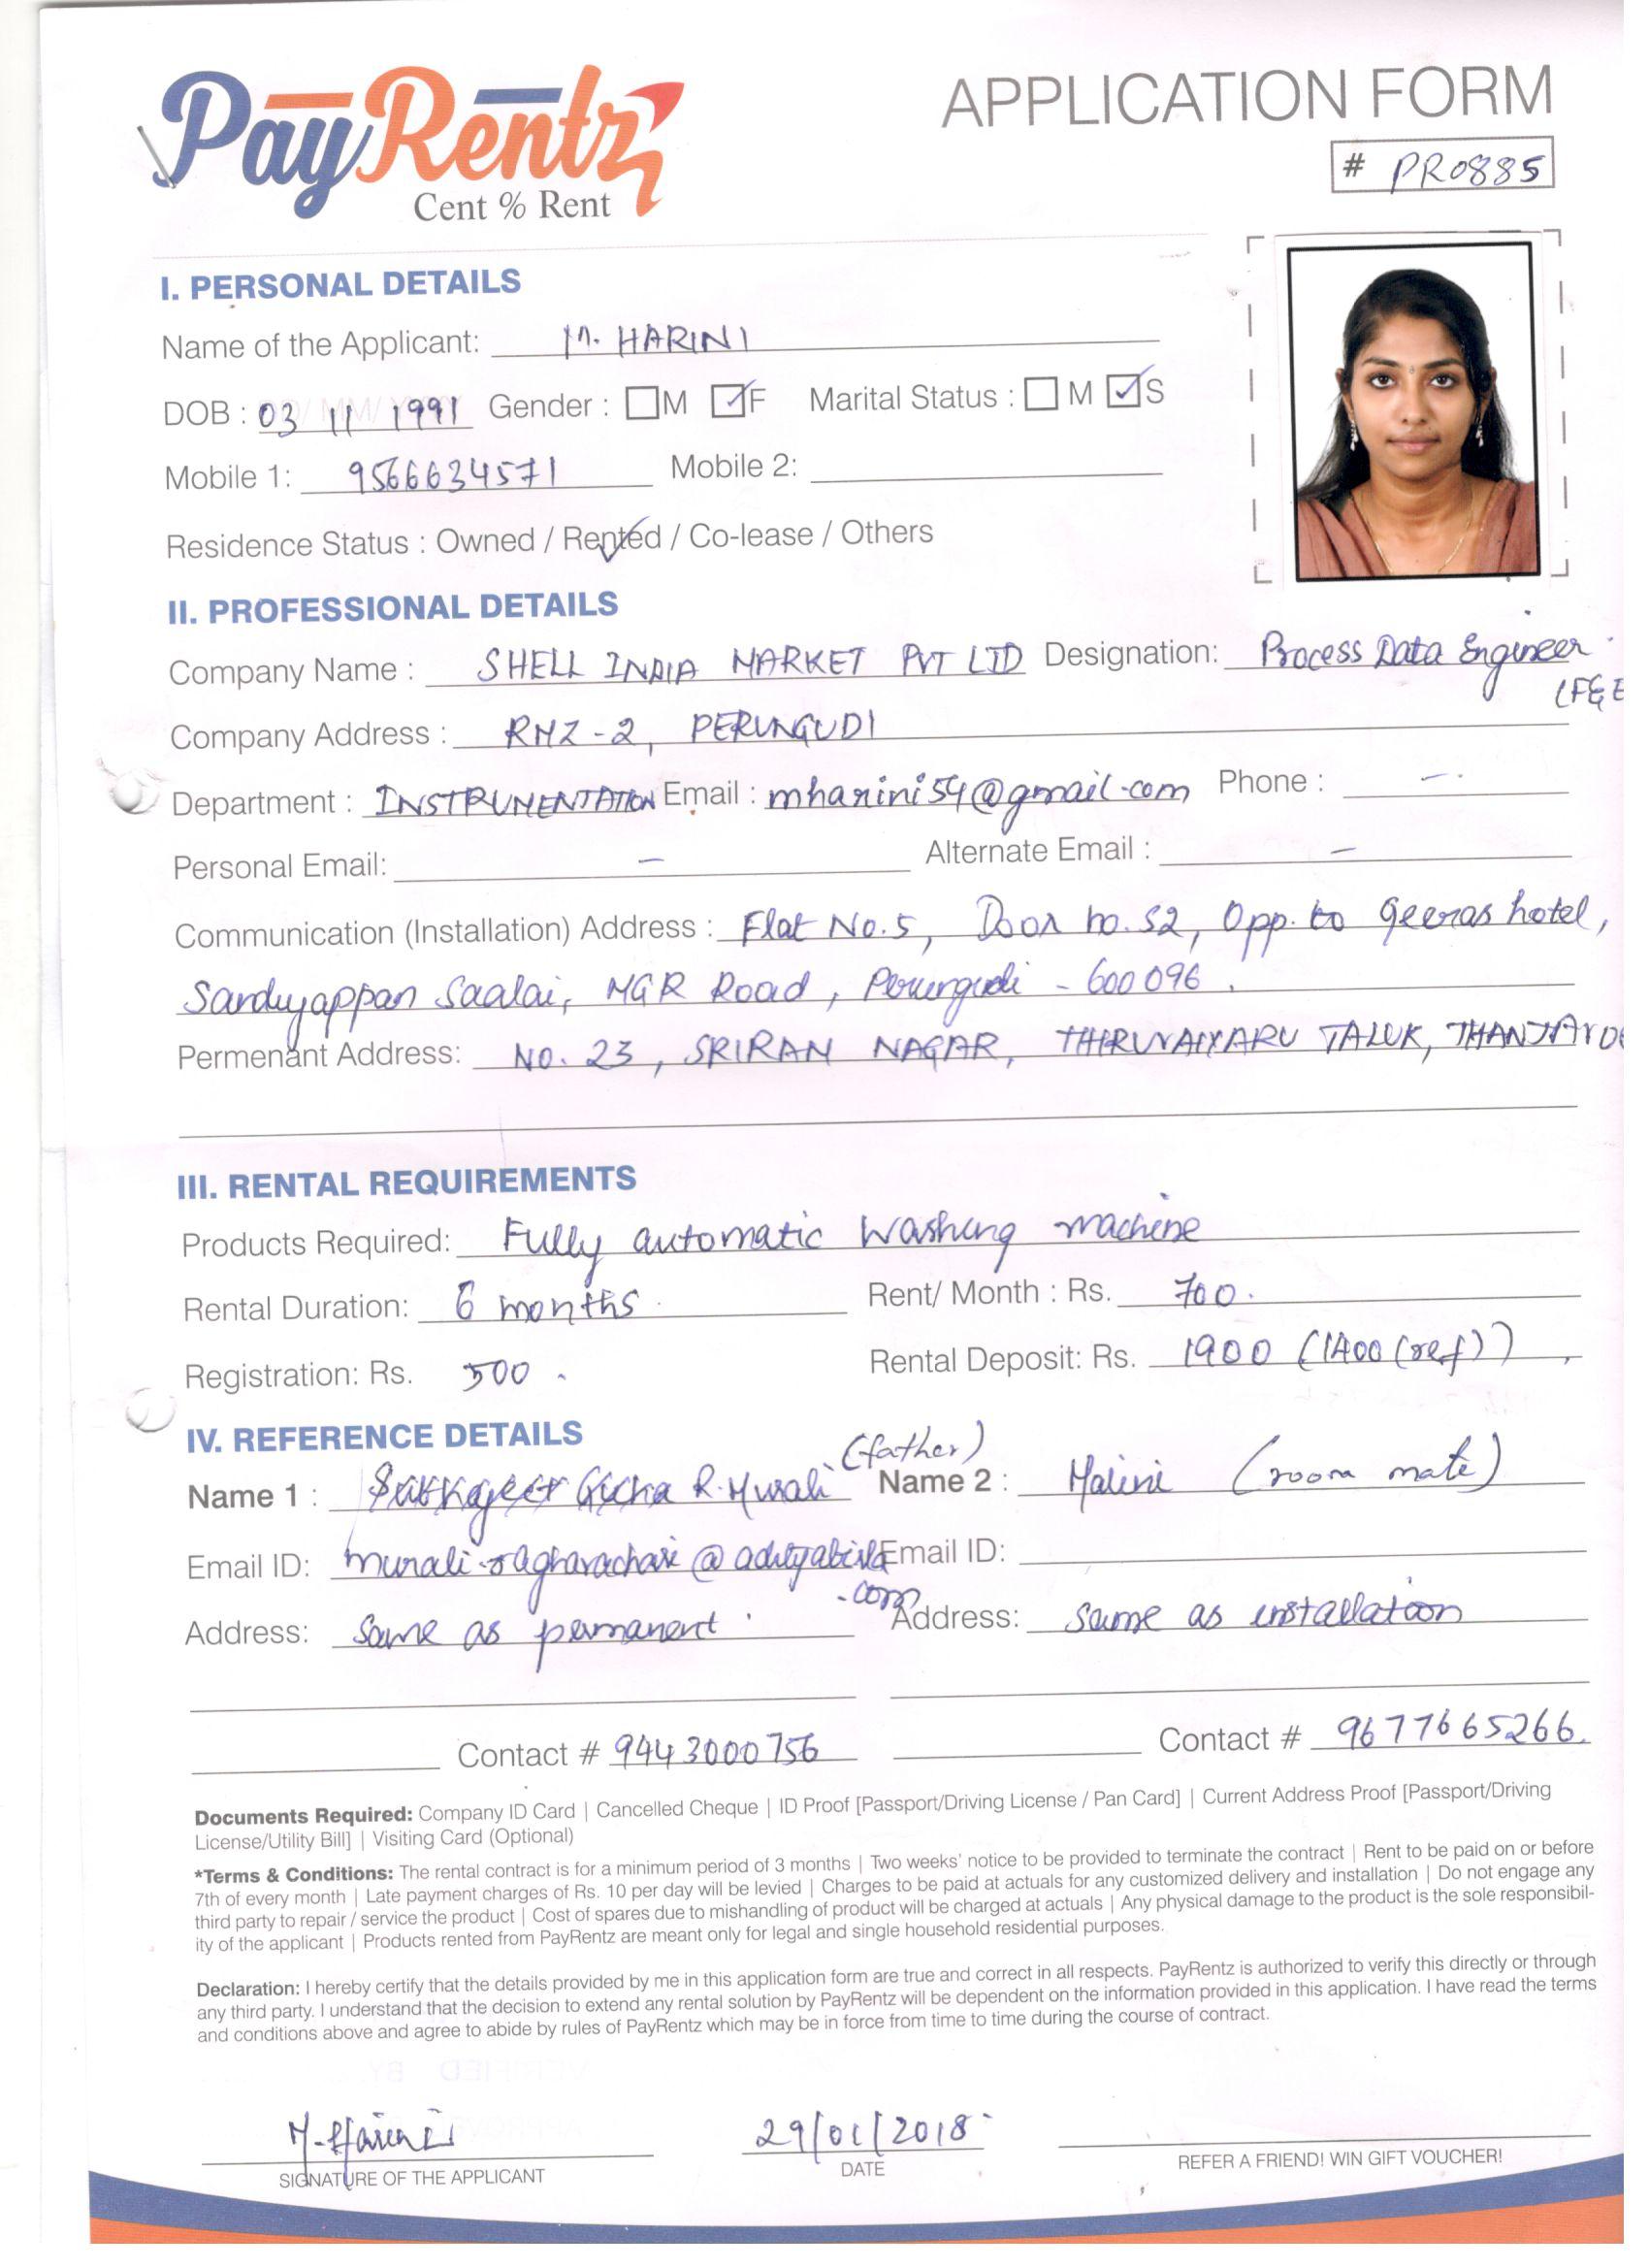 PayRentz
Cent % Rent
APPLICATION FORM
# PR0885
I. PERSONAL DETAILS
Name of the Applicant: M. HARINI
DOB : 03 11 1991 Gender : M ✓F Marital Status : M ✓S
Mobile 1: 9566634571 Mobile 2:
Residence Status : Owned / Rented / Co-lease / Others
II. PROFESSIONAL DETAILS
Company Name : SHELL INDIA MARKET PVT LTD Designation: Process Data Engineer
(F&E
Company Address : RMZ-2, PERUNGUDI
Department : INSTRUMENTATION Email : mharini54@gmail.com Phone : -
Personal Email: - Alternate Email : -
Communication (Installation) Address : Flat No.5, Door no. 52, Opp. to Geeras hotel,
Saalai, MGR Road, Perungudi - 600096.
Permenant Address: NO. 23, SRIRAM NAGAR, THIRUVAIYARU TALUK,
III. RENTAL REQUIREMENTS
Products Required: Fully automatic Washing machine
Rental Duration: 6 months Rent/ Month : Rs. 700.
Registration: Rs. 500. Rental Deposit: Rs. 1900 (1400 (ref))
IV. REFERENCE DETAILS
Name 1 : R. Murali (father) Name 2 : Malini (room mate)
Email ID: murali.ragharachari@adityabirla.com Email ID:
Address: Same as permanent Address: Same as installation
Contact # 9443000756 Contact # 9677665266.
Documents Required: Company ID Card | Cancelled Cheque | ID Proof [Passport/Driving License / Pan Card] | Current Address Proof [Passport/Driving
License/Utility Bill] | Visiting Card (Optional)
*Terms & Conditions: The rental contract is for a minimum period of 3 months | Two weeks' notice to be provided to terminate the contract | Rent to be paid on or before
7th of every month | Late payment charges of Rs. 10 per day will be levied | Charges to be paid at actuals for any customized delivery and installation | Do not engage any
third party to repair / service the product | Cost of spares due to mishandling of product will be charged at actuals | Any physical damage to the product is the sole responsibil-
ity of the applicant | Products rented from PayRentz are meant only for legal and single household residential purposes.
Declaration: I hereby certify that the details provided by me in this application form are true and correct in all respects. PayRentz is authorized to verify this directly or through
any third party. I understand that the decision to extend any rental solution by PayRentz will be dependent on the information provided in this application. I have read the terms
and conditions above and agree to abide by rules of PayRentz which may be in force from time to time during the course of contract.
M. Harini 29/01/2018
SIGNATURE OF THE APPLICANT DATE REFER A FRIEND! WIN GIFT VOUCHER!